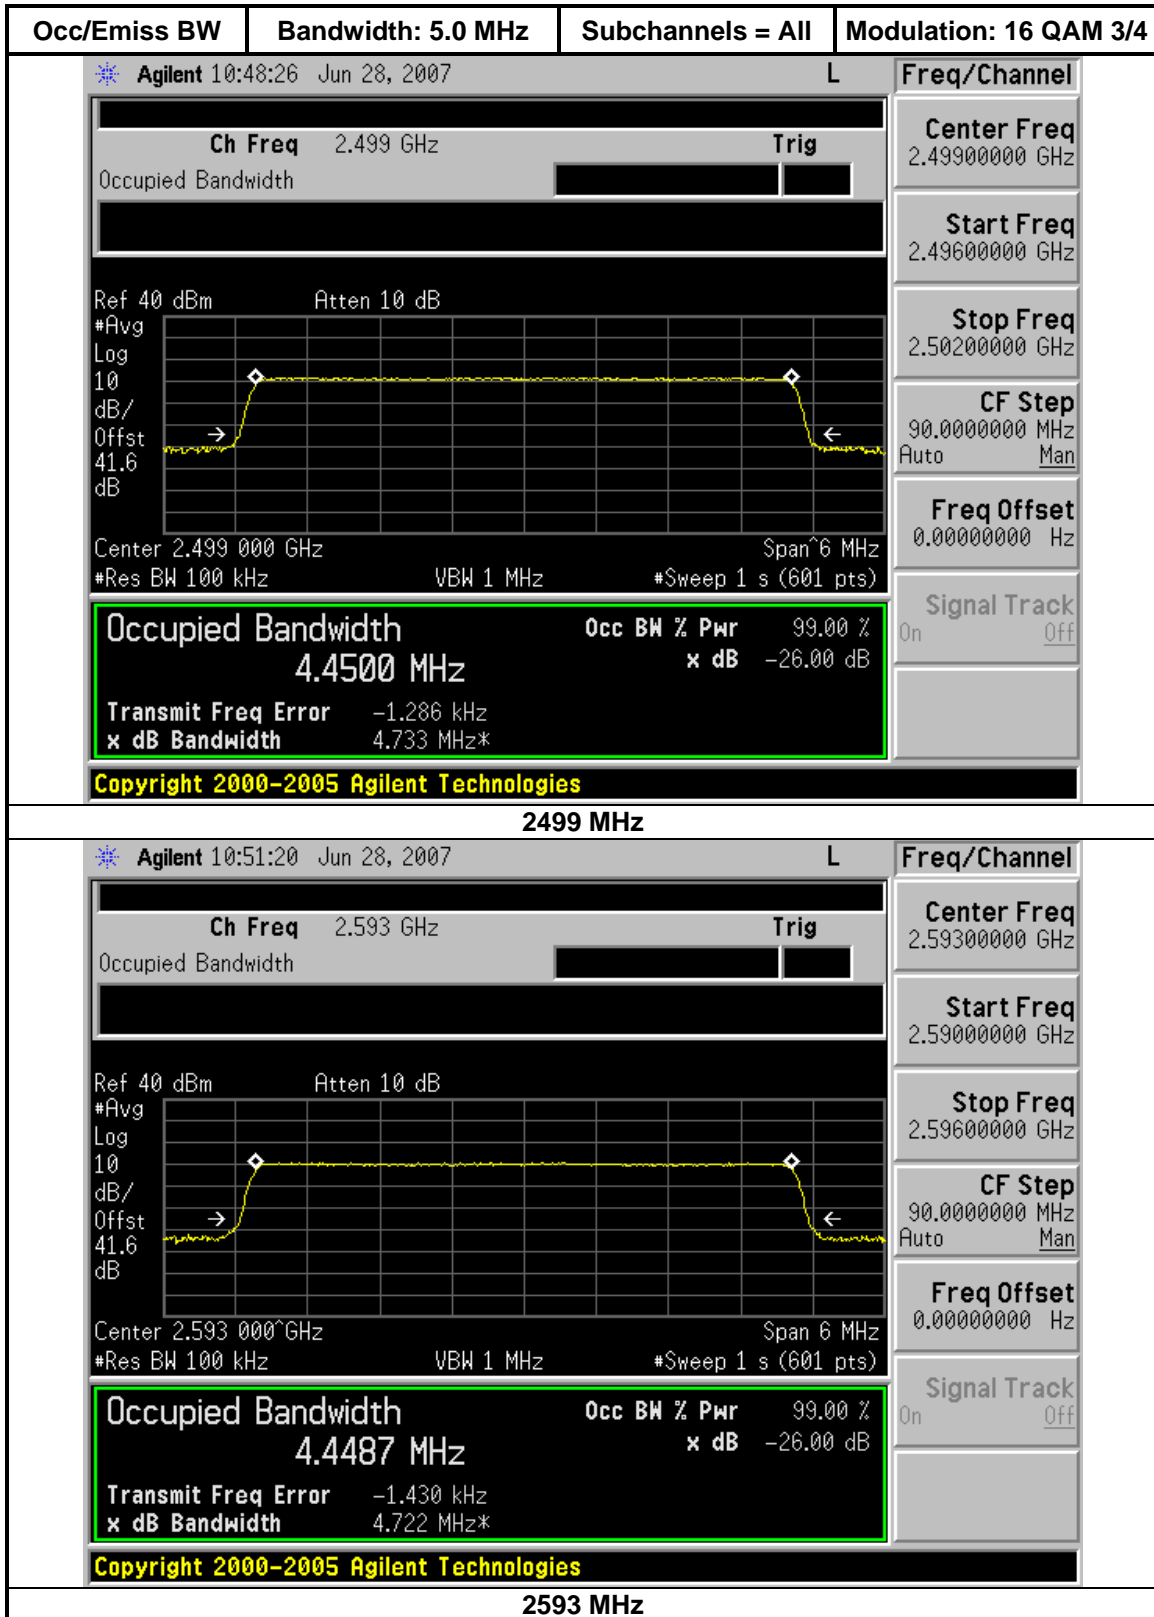 Occ/Emiss BW Bandwidth: 5.0 MHz Subchannels = All Modulation: 16 QAM 3/4
Agilent 10:48:26 Jun 28, 2007 L Freq/Channel
Ch Freq 2.499 GHz Trig
Occupied Bandwidth
Center Freq
2.49900000 GHz
Start Freq
2.49600000 GHz
Stop Freq
2.50200000 GHz
CF Step
90.0000000 MHz
Auto Man
Freq Offset
0.00000000 Hz
Signal Track
On Off
Ref 40 dBm Atten 10 dB
#Avg
Log
10
dB/
Offst
41.6
dB
Center 2.499 000 GHz Span^6 MHz
#Res BW 100 kHz VBW 1 MHz #Sweep 1 s (601 pts)
Occupied Bandwidth Occ BW % Pwr 99.00 %
4.4500 MHz x dB -26.00 dB
Transmit Freq Error -1.286 kHz
x dB Bandwidth 4.733 MHz*
Copyright 2000-2005 Agilent Technologies
2499 MHz
Agilent 10:51:20 Jun 28, 2007 L Freq/Channel
Ch Freq 2.593 GHz Trig
Occupied Bandwidth
Center Freq
2.59300000 GHz
Start Freq
2.59000000 GHz
Stop Freq
2.59600000 GHz
CF Step
90.0000000 MHz
Auto Man
Freq Offset
0.00000000 Hz
Signal Track
On Off
Ref 40 dBm Atten 10 dB
#Avg
Log
10
dB/
Offst
41.6
dB
Center 2.593 000^GHz Span 6 MHz
#Res BW 100 kHz VBW 1 MHz #Sweep 1 s (601 pts)
Occupied Bandwidth Occ BW % Pwr 99.00 %
4.4487 MHz x dB -26.00 dB
Transmit Freq Error -1.430 kHz
x dB Bandwidth 4.722 MHz*
Copyright 2000-2005 Agilent Technologies
2593 MHz